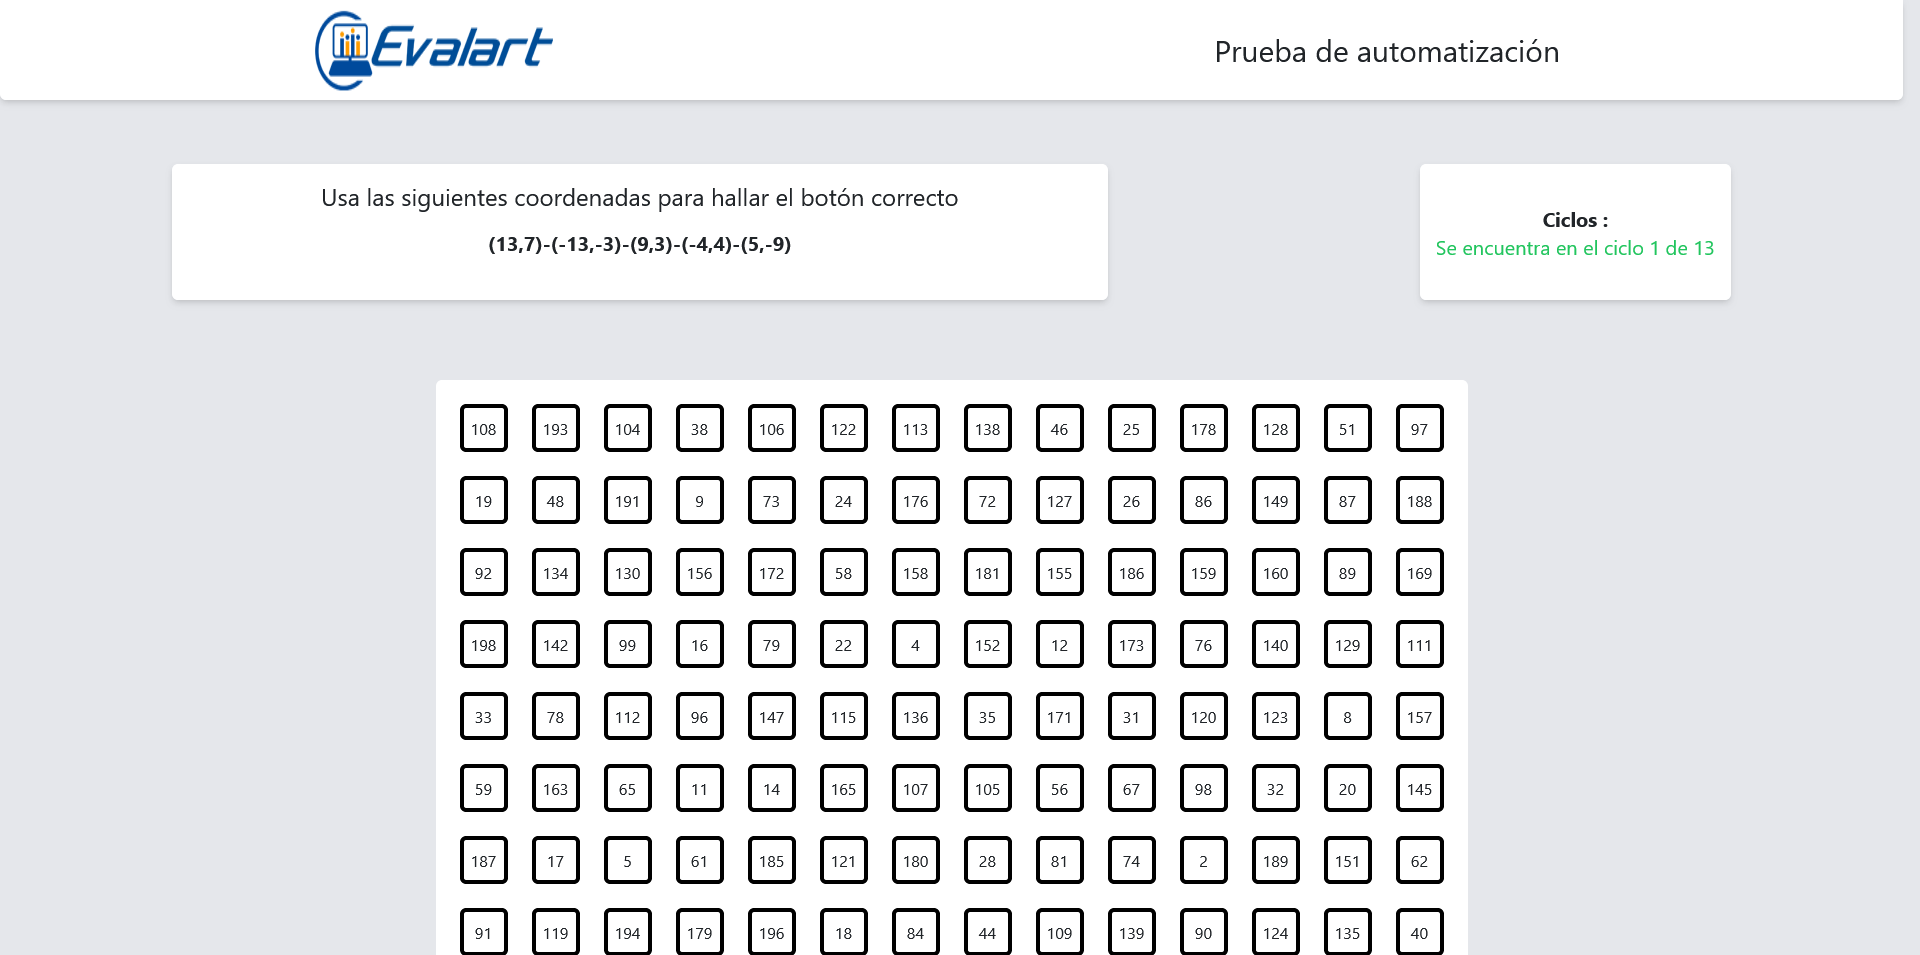 Evalart
Prueba de automatización
Usa las siguientes coordenadas para hallar el botón correcto
(13,7)-(-13,-3)-(9,3)-(-4,4)-(5,-9)
Ciclos :
Se encuentra en el ciclo 1 de 13
108 193 104 38 106 122 113 138 46 25 178 128 51 97
19 48 191 9 73 24 176 72 127 26 86 149 87 188
92 134 130 156 172 58 158 181 155 186 159 160 89 169
198 142 99 16 79 22 4 152 12 173 76 140 129 111
33 78 112 96 147 115 136 35 171 31 120 123 8 157
59 163 65 11 14 165 107 105 56 67 98 32 20 145
187 17 5 61 185 121 180 28 81 74 2 189 151 62
91 119 194 179 196 18 84 44 109 139 90 124 135 40